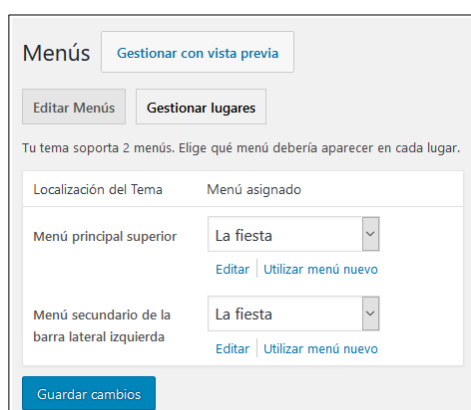 Menús Gestionar con vista previa
Editar Menús Gestionar lugares
Tu tema soporta 2 menús. Elige qué menú debería aparecer en cada lugar.
Localización del Tema Menú asignado
Menú principal superior La fiesta
Editar Utilizar menú nuevo
Menú secundario de la La fiesta
barra lateral izquierda
Editar Utilizar menú nuevo
Guardar cambios